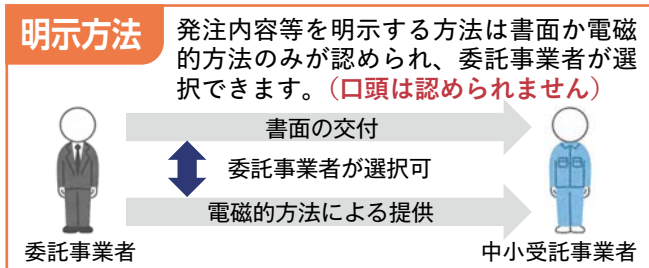 明示方法
発注内容等を明示する方法は書面か電磁
的方法のみが認められ、委託事業者が選
択できます。（口頭は認められません）
書面の交付
委託事業者が選択可
電磁的方法による提供
委託事業者
中小受託事業者